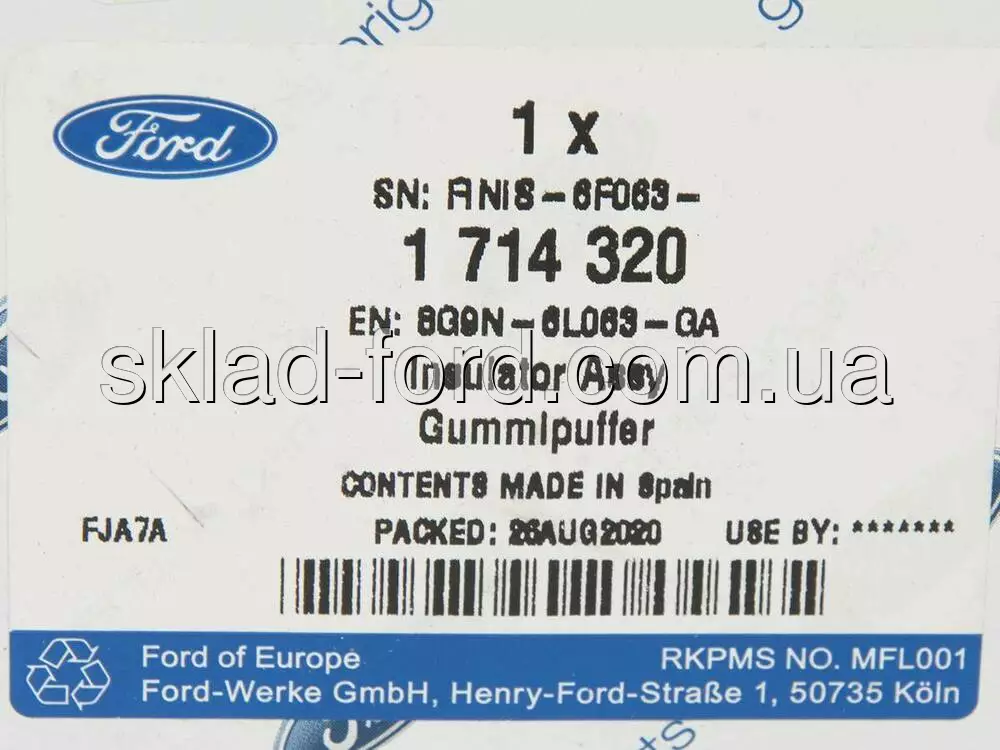 Ford
1 x
SN: FINIS-6F063-
1 714 320
EN: 8G9N-6L063-GA
sklad-ford.com.ua
Insulator Assy
Gummipuffer
CONTENTS MADE IN Spain
FJA7A
PACKED: 26AUG2020
USE BY: *******
Ford of Europe
RKPMS NO. MFL001
Ford-Werke GmbH, Henry-Ford-Straße 1, 50735 Köln